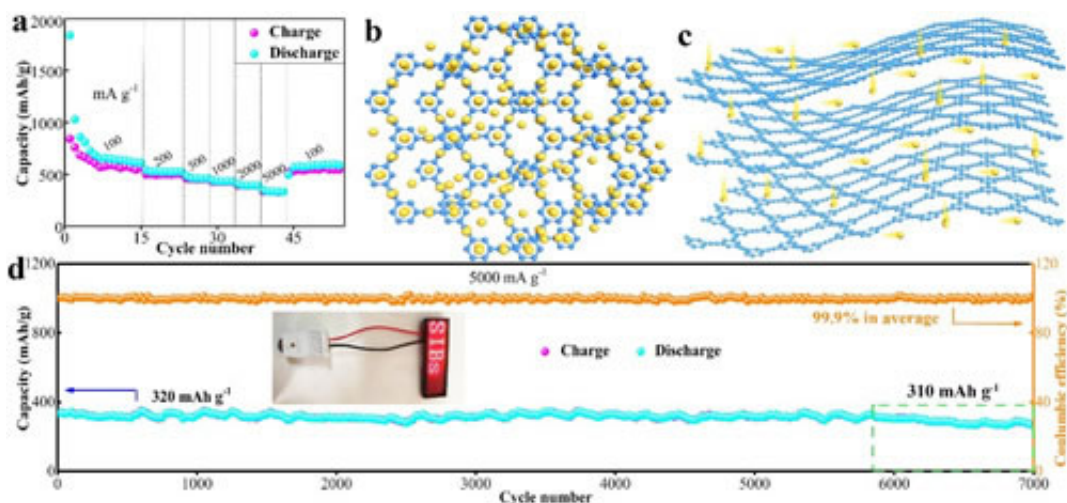 a
2000
1500
1000
500
0
Capacity (mAh/g)
Charge
Discharge
mA g⁻¹
100
500
1000
2000
5000
100
0
15
30
45
Cycle number
b
c
d
1200
800
400
0
Capacity (mAh/g)
5000 mA g⁻¹
120
80
40
0
Coulumbic efficiency (%)
99.9% in average
SIBs
Charge
Discharge
320 mAh g⁻¹
310 mAh g⁻¹
0
1000
2000
3000
4000
5000
6000
7000
Cycle number